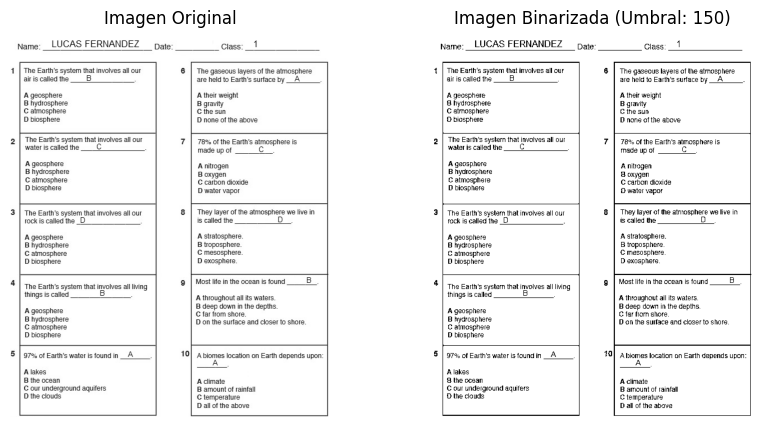 Imagen Original
Name: LUCAS FERNANDEZ Date: Class: 1
1 The Earth's system that involves all our
air is called the B.
A geosphere
B hydrosphere
C atmosphere
D biosphere
2 The Earth's system that involves all our
water is called the C.
A geosphere
B hydrosphere
C atmosphere
D biosphere
3 The Earth's system that involves all our
rock is called the D
A geosphere
B hydrosphere
C atmosphere
D biosphere
4 The Earth's system that involves all living
things is called B.
A geosphere
B hydrosphere
C atmosphere
D biosphere
5 97% of Earth's water is found in A.
A lakes
B the ocean
C our underground aquifers
D the clouds
6 The gaseous layers of the atmosphere
are held to Earth's surface by A.
A their weight
B gravity
C the sun
D none of the above
7 78% of the Earth's atmosphere is
made up of C.
A nitrogen
B oxygen
C carbon dioxide
D water vapor
8 They layer of the atmosphere we live in
is called the D.
A stratosphere.
B troposphere.
C mesosphere.
D exosphere.
9 Most life in the ocean is found B.
A throughout all its waters.
B deep down in the depths.
C far from shore.
D on the surface and closer to shore.
10 A biomes location on Earth depends upon:
A.
A climate
B amount of rainfall
C temperature
D all of the above
Imagen Binarizada (Umbral: 150)
Name: LUCAS FERNANDEZ Date: Class: 1
1 The Earth's system that involves all our
air is called the B.
A geosphere
B hydrosphere
C atmosphere
D biosphere
2 The Earth's system that involves all our
water is called the C.
A geosphere
B hydrosphere
C atmosphere
D biosphere
3 The Earth's system that involves all our
rock is called the D
A geosphere
B hydrosphere
C atmosphere
D biosphere
4 The Earth's system that involves all living
things is called B.
A geosphere
B hydrosphere
C atmosphere
D biosphere
5 97% of Earth's water is found in A.
A lakes
B the ocean
C our underground aquifers
D the clouds
6 The gaseous layers of the atmosphere
are held to Earth's surface by A.
A their weight
B gravity
C the sun
D none of the above
7 78% of the Earth's atmosphere is
made up of C.
A nitrogen
B oxygen
C carbon dioxide
D water vapor
8 They layer of the atmosphere we live in
is called the D.
A stratosphere.
B troposphere.
C mesosphere.
D exosphere.
9 Most life in the ocean is found B.
A throughout all its waters.
B deep down in the depths.
C far from shore.
D on the surface and closer to shore.
10 A biomes location on Earth depends upon:
A.
A climate
B amount of rainfall
C temperature
D all of the above